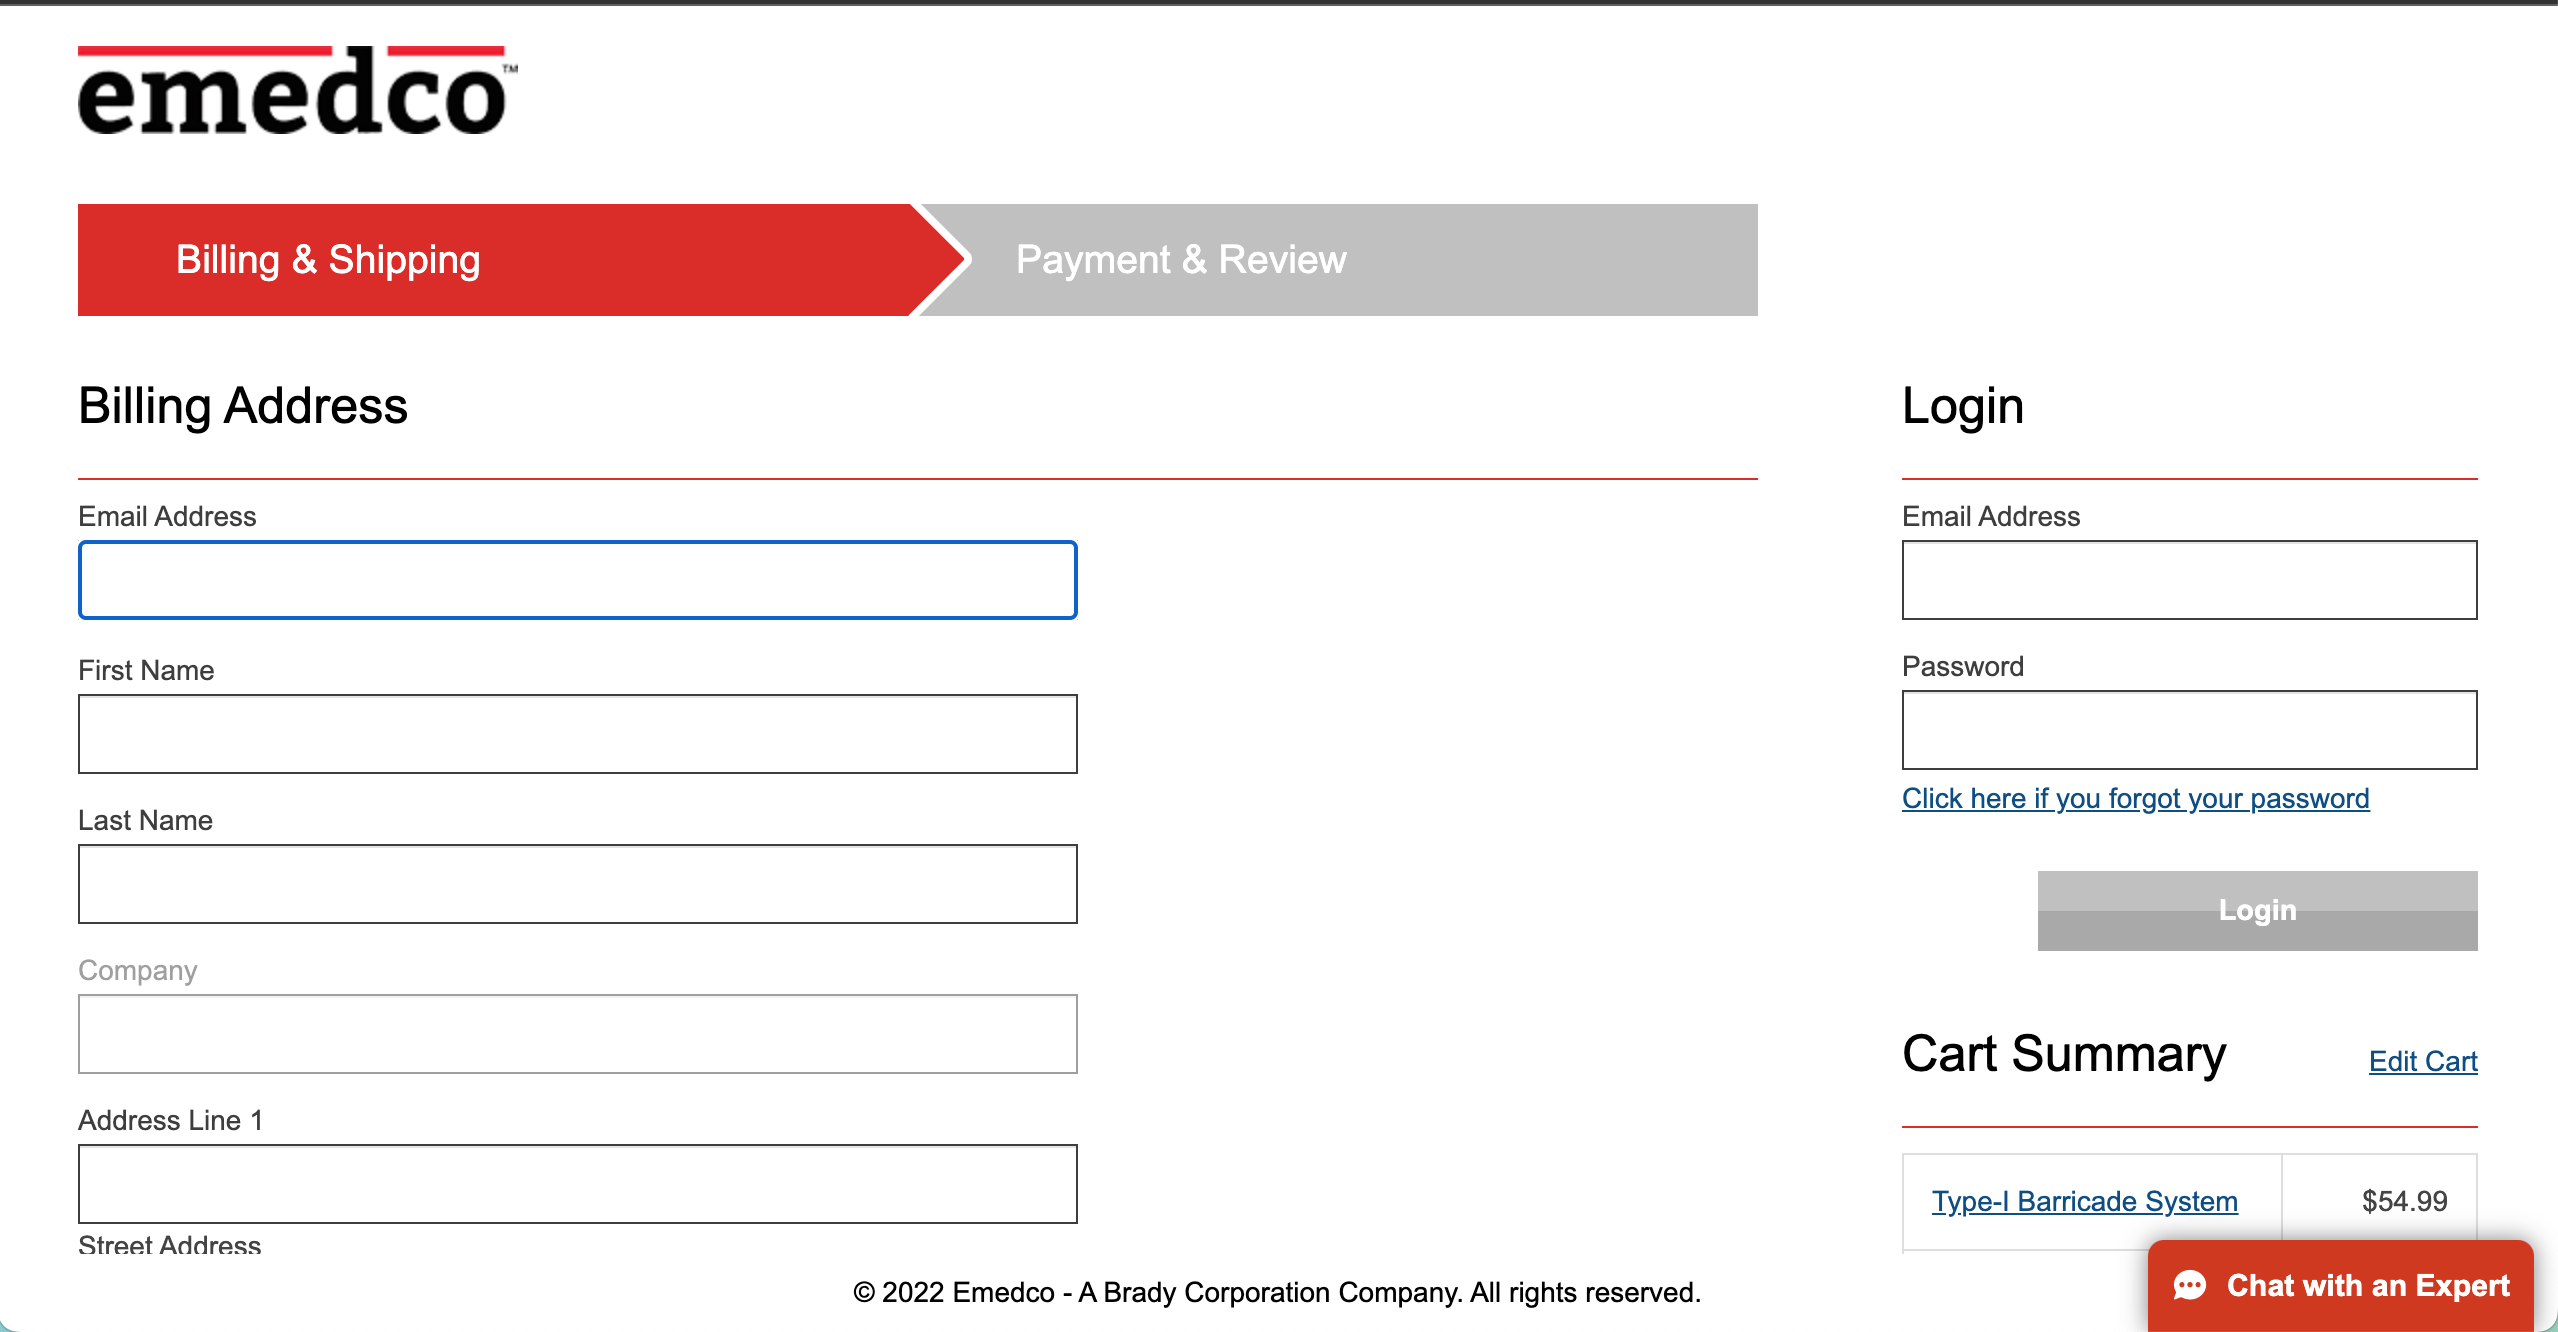 emedco™
Billing & Shipping
Payment & Review
Billing Address
Email Address
First Name
Last Name
Company
Address Line 1
Street Address
Login
Email Address
Password
Click here if you forgot your password
Login
Cart Summary
Edit Cart
Type-I Barricade System
$54.99
© 2022 Emedco - A Brady Corporation Company. All rights reserved.
Chat with an Expert